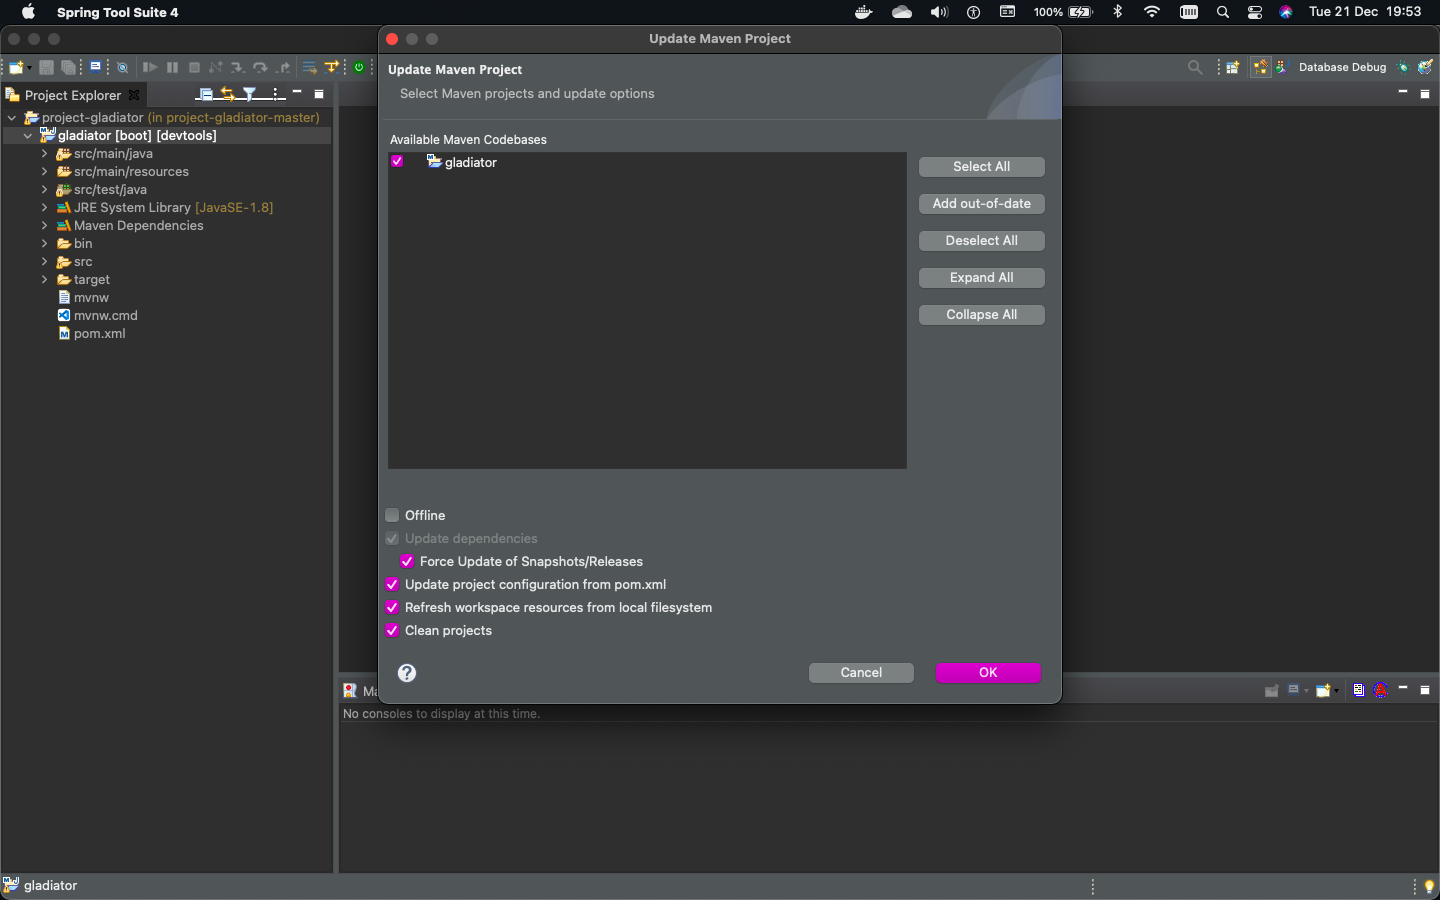 Spring Tool Suite 4
100%
Tue 21 Dec 19:53
Update Maven Project
Database Debug
Project Explorer
project-gladiator (in project-gladiator-master)
gladiator [boot] [devtools]
src/main/java
src/main/resources
src/test/java
JRE System Library [JavaSE-1.8]
Maven Dependencies
bin
src
target
mvnw
mvnw.cmd
pom.xml
Update Maven Project
Select Maven projects and update options
Available Maven Codebases
gladiator
Select All
Add out-of-date
Deselect All
Expand All
Collapse All
Offline
Update dependencies
Force Update of Snapshots/Releases
Update project configuration from pom.xml
Refresh workspace resources from local filesystem
Clean projects
?
Cancel
OK
Ma
No consoles to display at this time.
gladiator